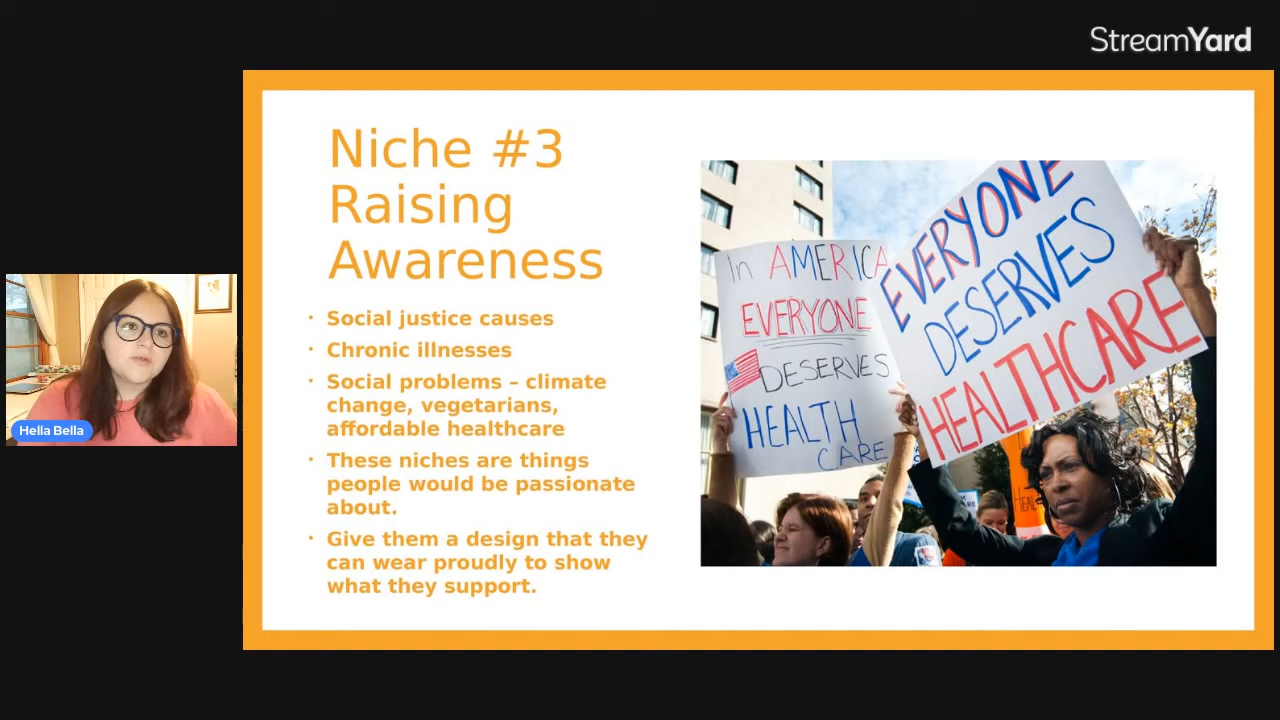 StreamYard
Niche #3
Raising
Awareness
· Social justice causes
· Chronic illnesses
· Social problems – climate
change, vegetarians,
affordable healthcare
· These niches are things
people would be passionate
about.
· Give them a design that they
can wear proudly to show
what they support.
In AMERICA
EVERYONE
DESERVES
HEALTH
CARE
EVERYONE
DESERVES
HEALTHCARE
Hella Bella